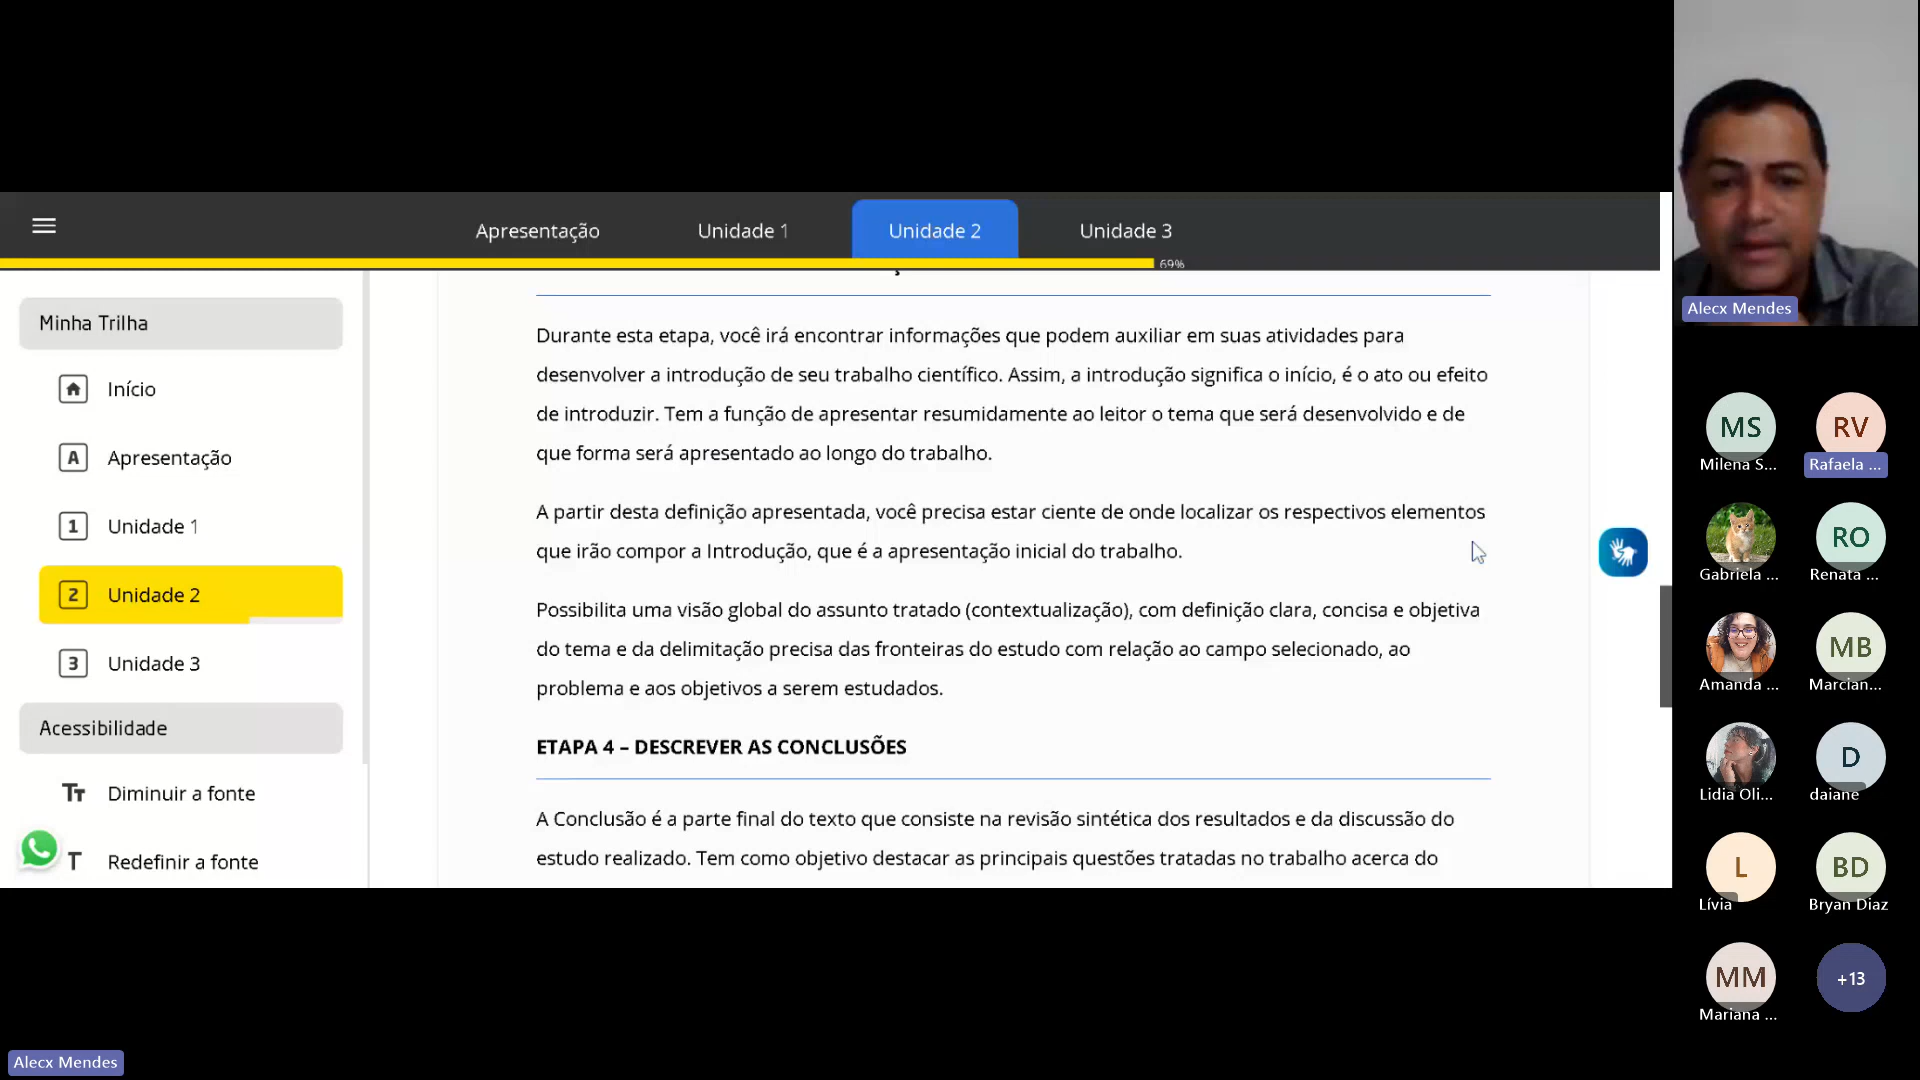 Apresentação
Unidade 1
Unidade 2
Unidade 3
69%
Minha Trilha
Início
A
Apresentação
1
Unidade 1
2
Unidade 2
3
Unidade 3
Acessibilidade
TT
Diminuir a fonte
T
Redefinir a fonte
Durante esta etapa, você irá encontrar informações que podem auxiliar em suas atividades para
desenvolver a introdução de seu trabalho científico. Assim, a introdução significa o início, é o ato ou efeito
de introduzir. Tem a função de apresentar resumidamente ao leitor o tema que será desenvolvido e de
que forma será apresentado ao longo do trabalho.
A partir desta definição apresentada, você precisa estar ciente de onde localizar os respectivos elementos
que irão compor a Introdução, que é a apresentação inicial do trabalho.
Possibilita uma visão global do assunto tratado (contextualização), com definição clara, concisa e objetiva
do tema e da delimitação precisa das fronteiras do estudo com relação ao campo selecionado, ao
problema e aos objetivos a serem estudados.
ETAPA 4 – DESCREVER AS CONCLUSÕES
A Conclusão é a parte final do texto que consiste na revisão sintética dos resultados e da discussão do
estudo realizado. Tem como objetivo destacar as principais questões tratadas no trabalho acerca do
Alecx Mendes
MS
Milena S...
RV
Rafaela ...
Gabriela ...
RO
Renata ...
Amanda ...
MB
Marcian...
Lidia Oli...
D
daiane
L
Lívia
BD
Bryan Diaz
MM
Mariana ...
+13
Alecx Mendes